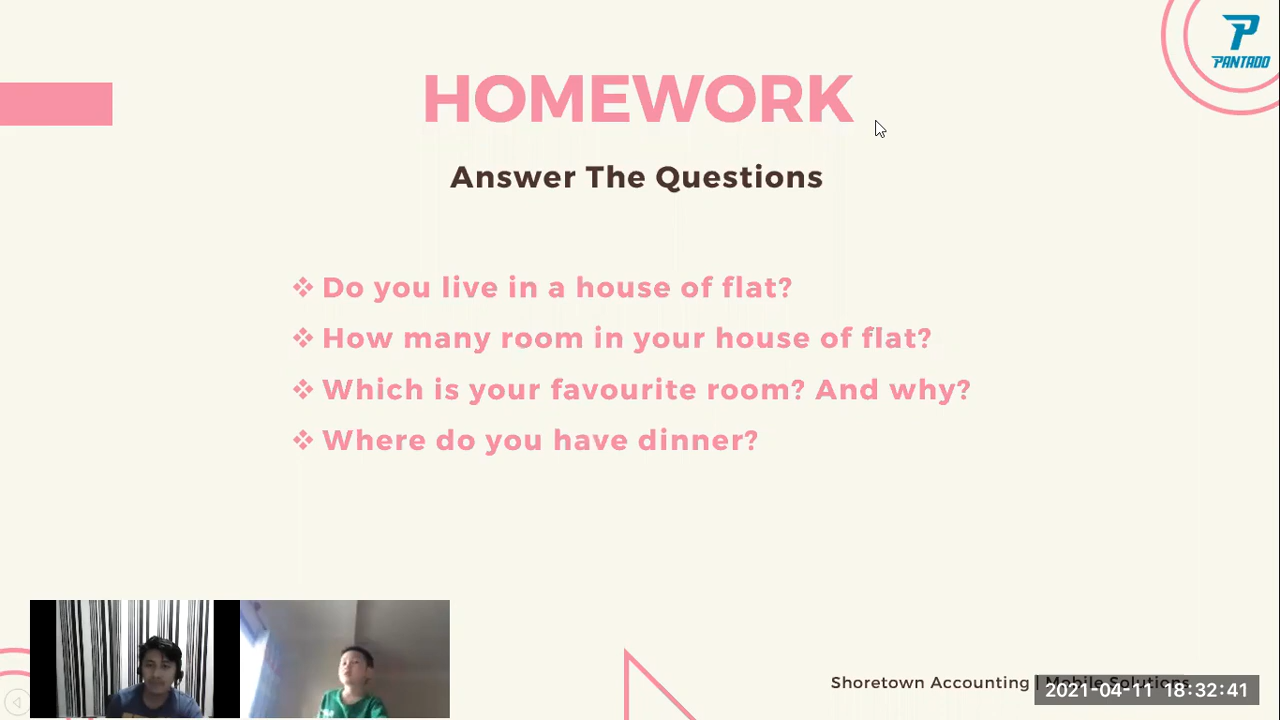 PANTADO
HOMEWORK
Answer The Questions
❖ Do you live in a house of flat?
❖ How many room in your house of flat?
❖ Which is your favourite room? And why?
❖ Where do you have dinner?
Shoretown Accounting | Mobile Solutions
2021-04-11 18:32:41